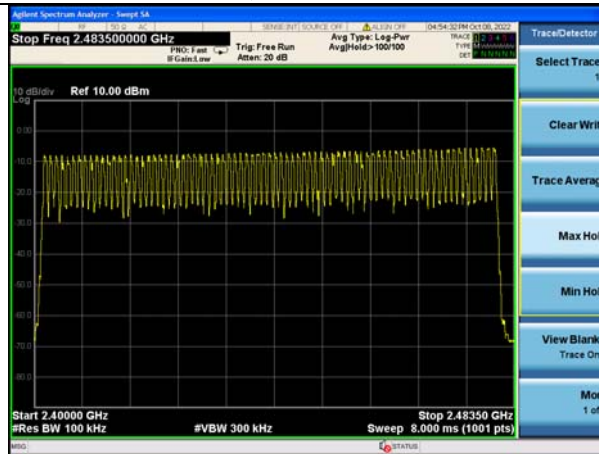 Agilent Spectrum Analyzer - Swept SA
RF 50 Ω AC SENSE:INT SOURCE OFF ALIGN OFF 04:54:32 PM Oct 08, 2022
Stop Freq 2.483500000 GHz
PNO: Fast
IFGain:Low
Trig: Free Run
Atten: 20 dB
Avg Type: Log-Pwr
Avg|Hold:>100/100
TRACE 1 2 3 4 5 6
TYPE
DET P N N N N N
10 dB/div Ref 10.00 dBm
Log
0.00
-10.0
-20.0
-30.0
-40.0
-50.0
-60.0
-70.0
-80.0
Start 2.40000 GHz Stop 2.48350 GHz
#Res BW 100 kHz #VBW 300 kHz Sweep 8.000 ms (1001 pts)
MSG STATUS
Trace/Detector
Select Trace
1
Clear Writ
Trace Averag
Max Hol
Min Hol
View Blank
Trace On
Mor
1 of